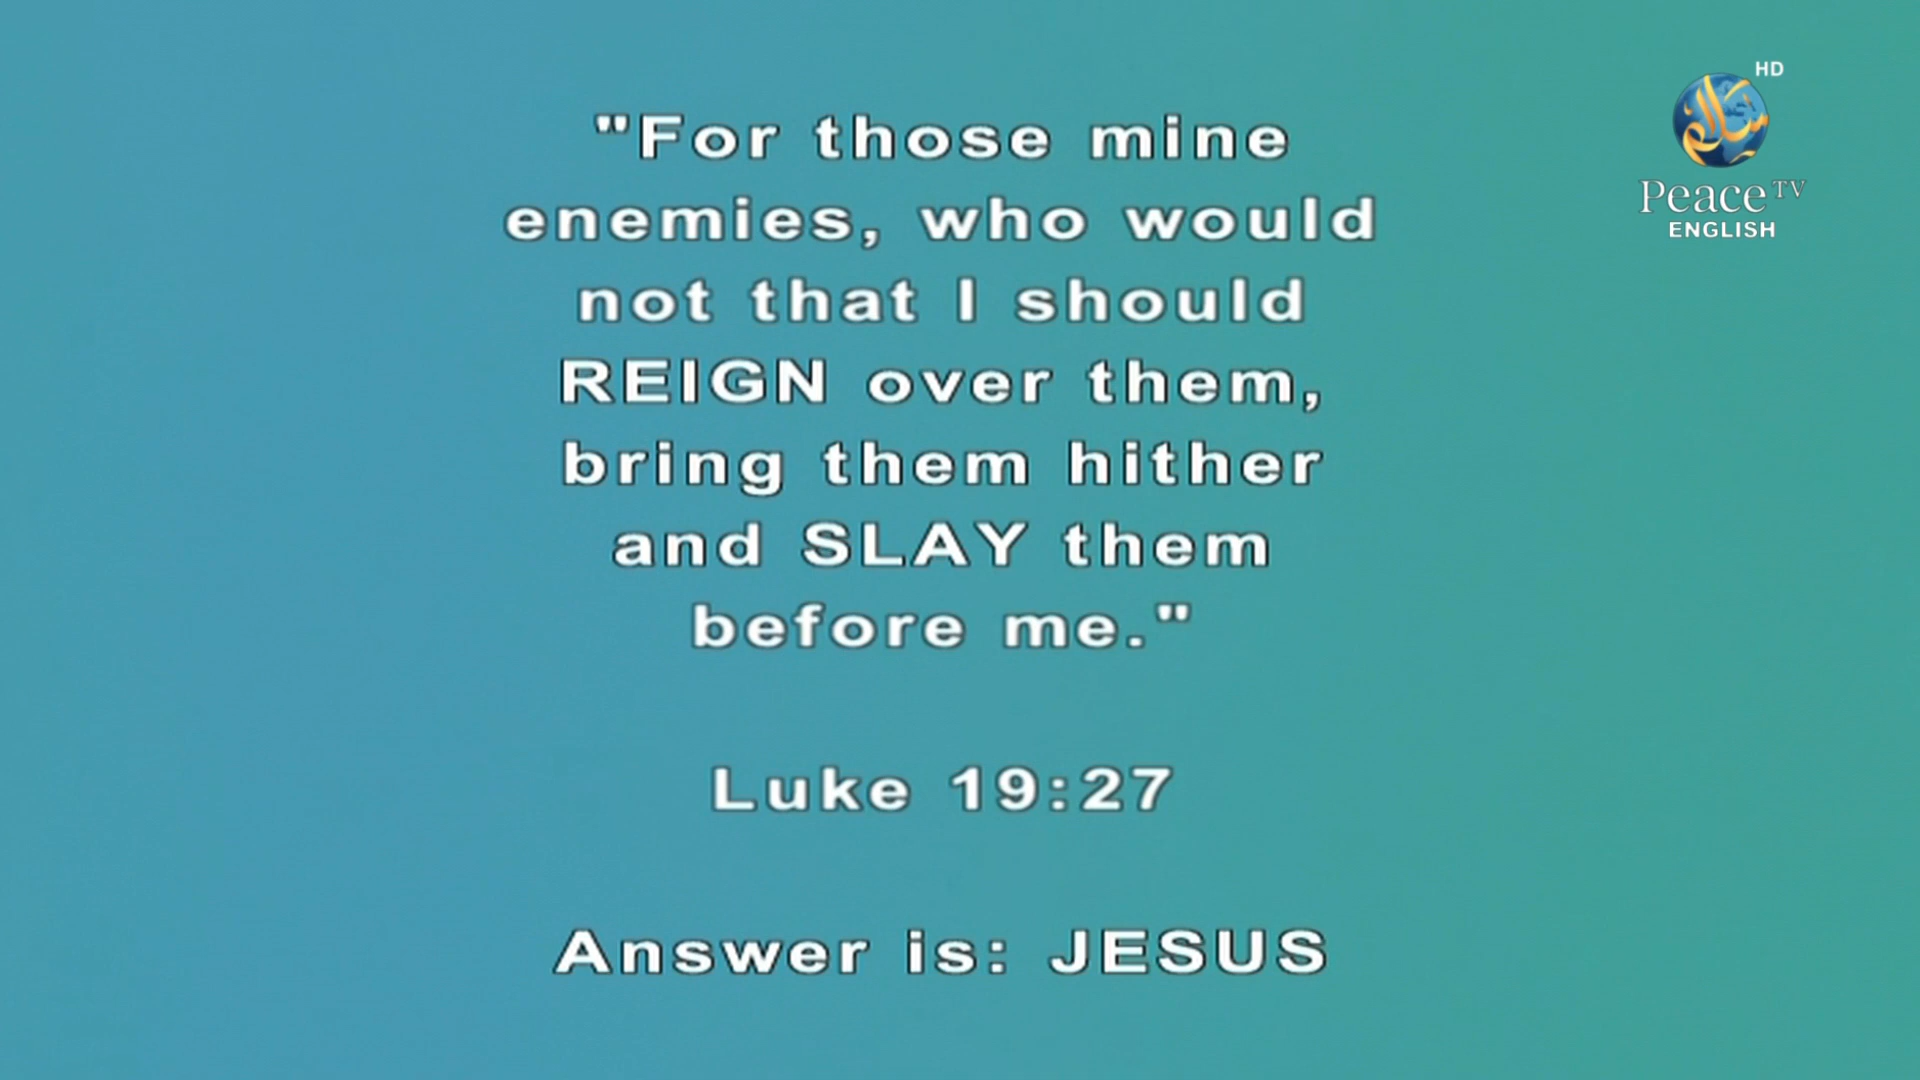 HD
سلام
Peace TV
ENGLISH
"For those mine
enemies, who would
not that I should
REIGN over them,
bring them hither
and SLAY them
before me."
Luke 19:27
Answer is: JESUS